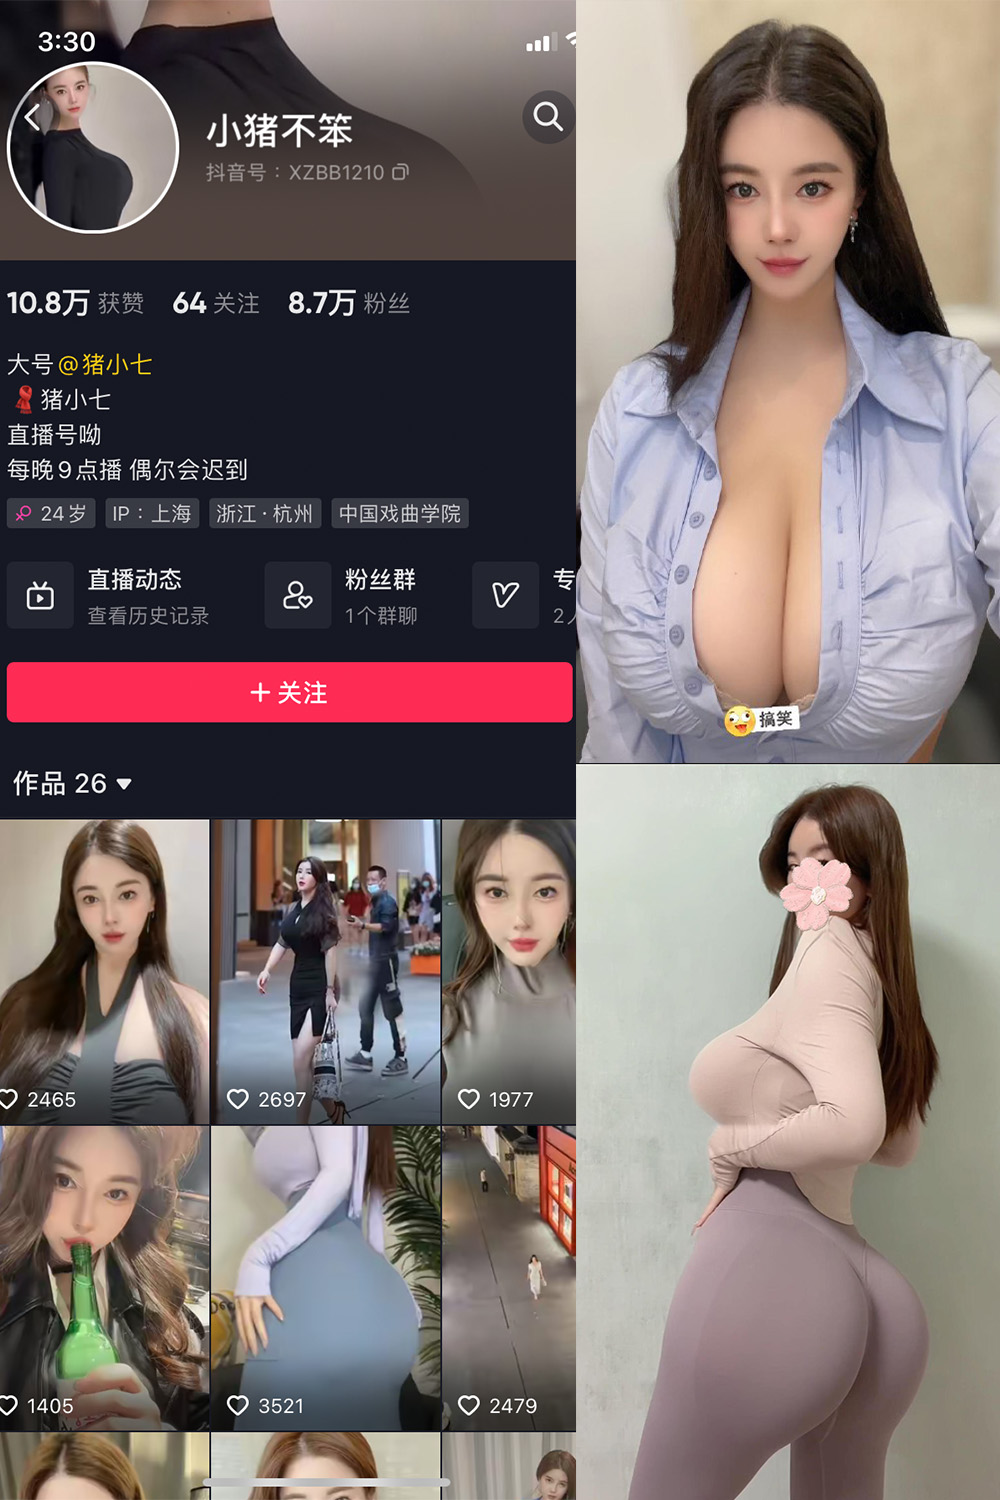 3:30
小猪不笨
抖音号：XZBB1210
10.8万 获赞 64 关注 8.7万 粉丝
大号@猪小七
猪小七
直播号呦
每晚9点播 偶尔会迟到
24岁 IP：上海 浙江·杭州 中国戏曲学院
直播动态 粉丝群 专
查看历史记录 1个群聊 2
+ 关注
作品 26
2465 2697 1977
1405 3521 2479
搞笑